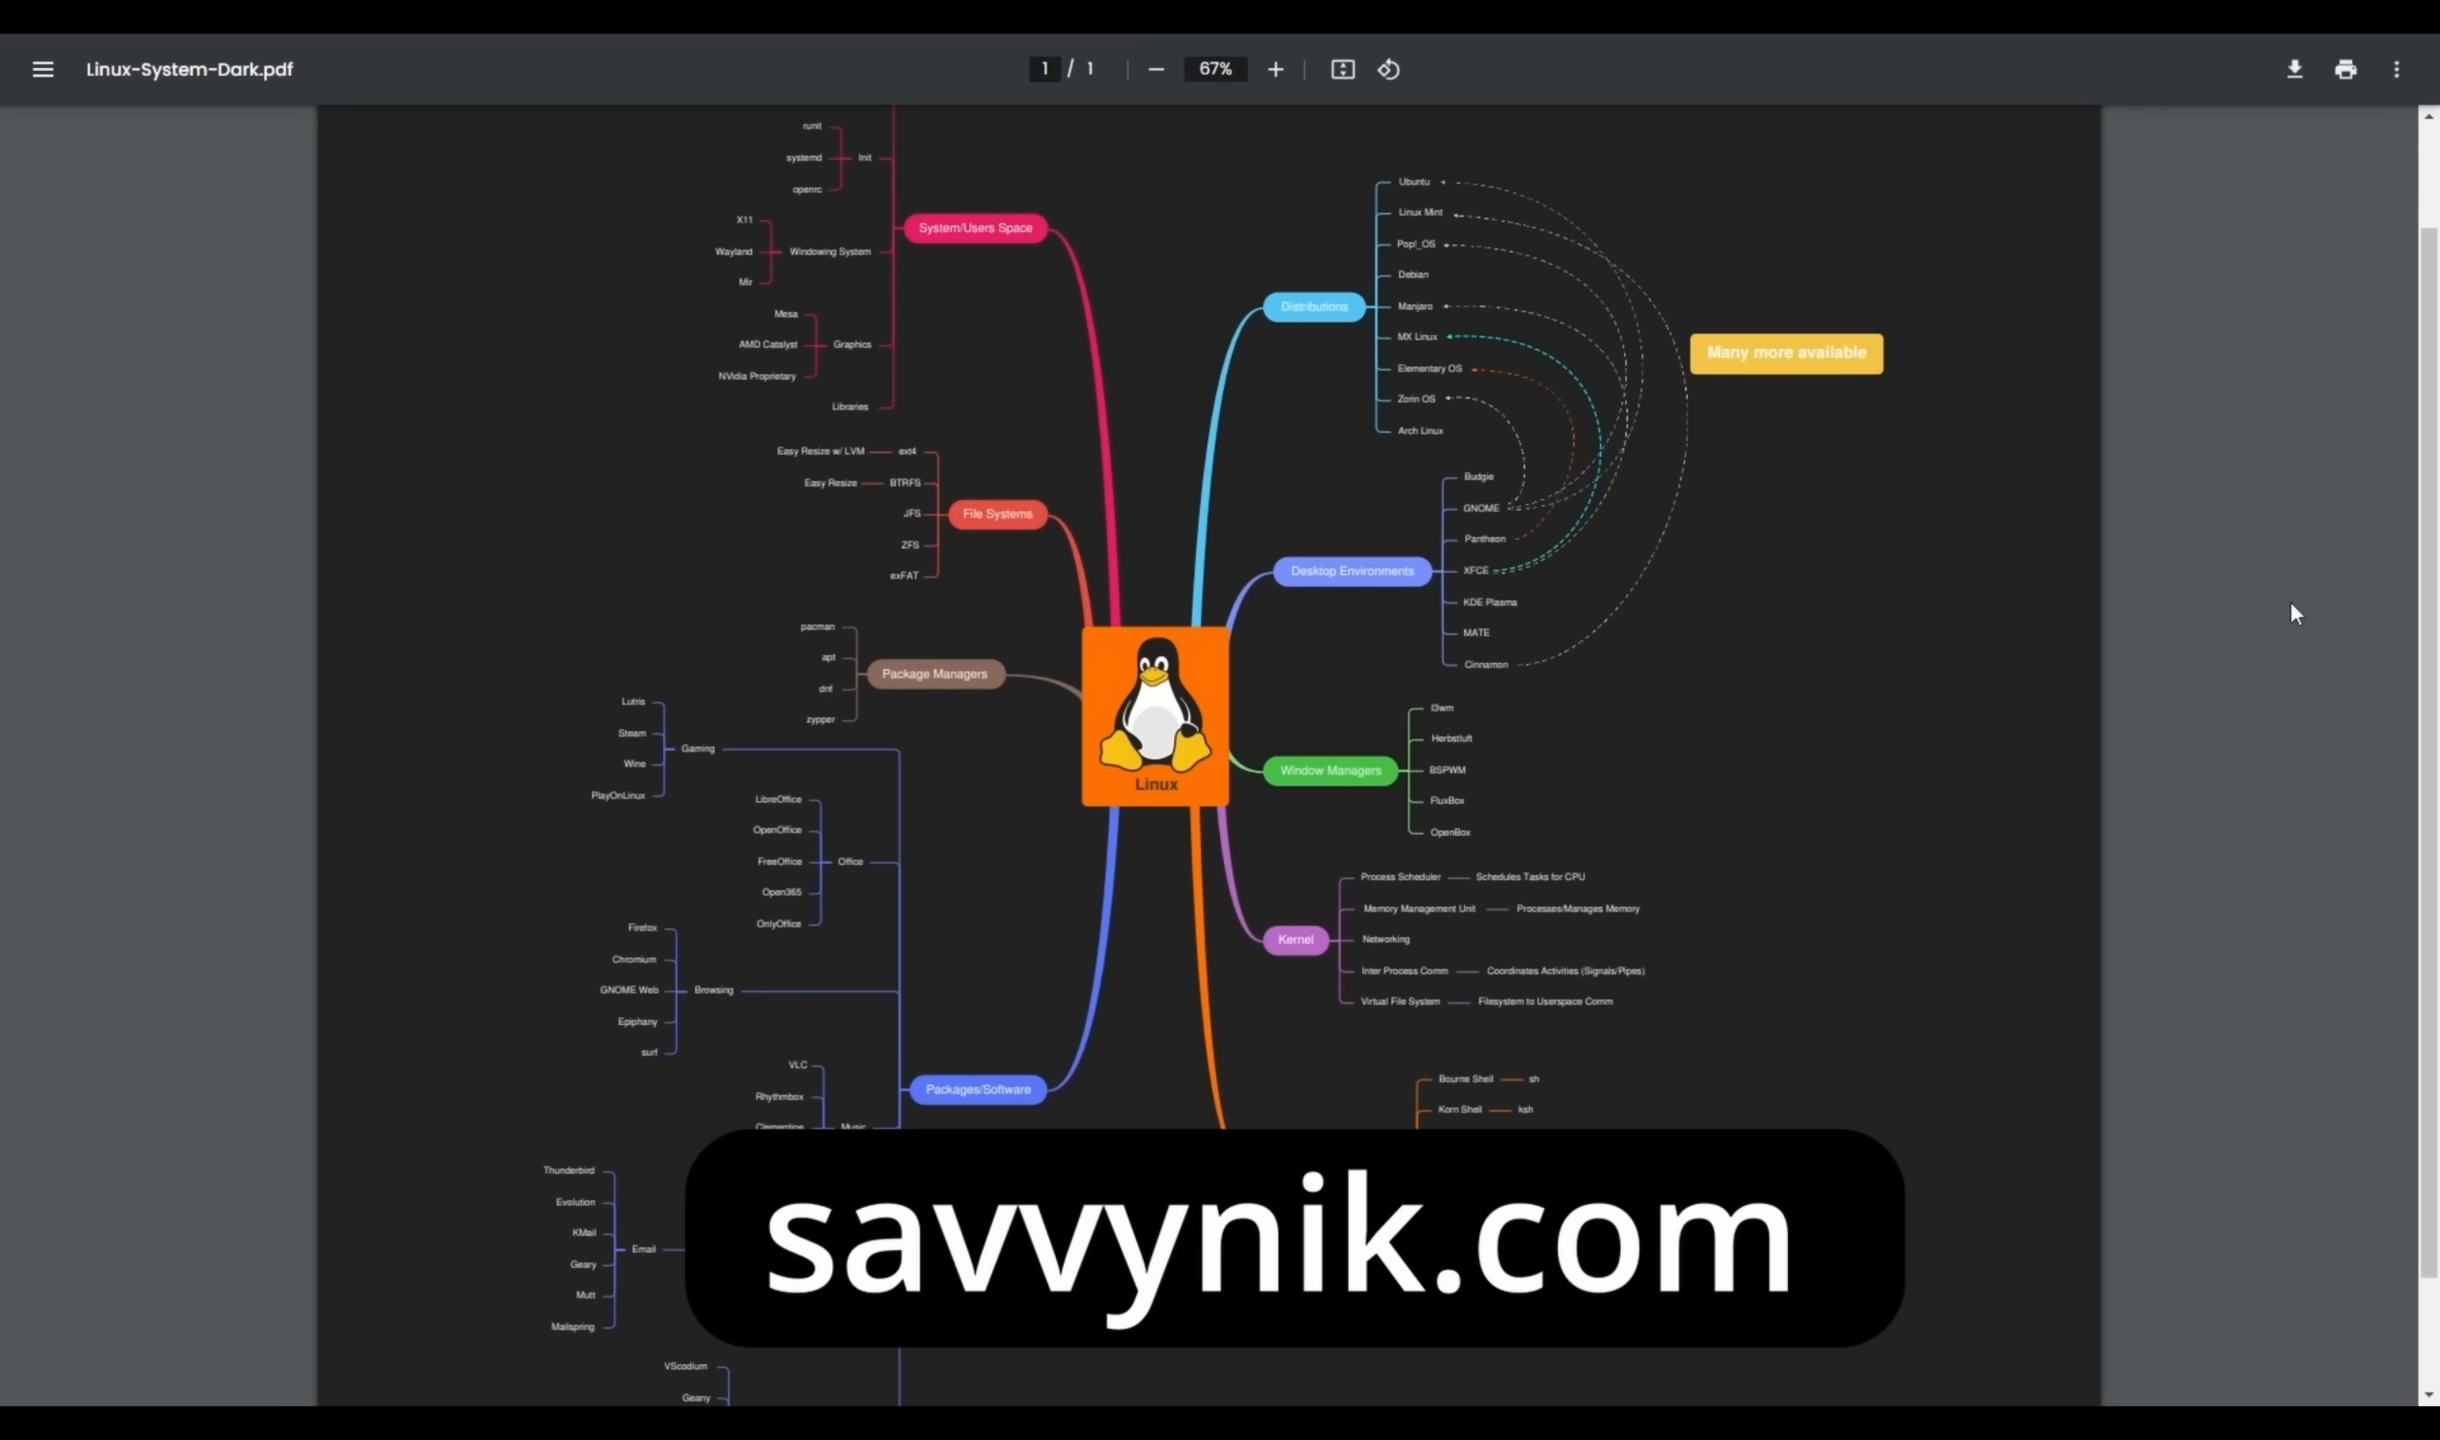 Linux-System-Dark.pdf
1 / 1
67%
runit
systemd
openrc
Init
X11
Wayland
Mir
Windowing System
Mesa
AMD Catalyst
NVidia Proprietary
Graphics
Libraries
System/Users Space
Easy Resize w/ LVM
ext4
Easy Resize
BTRFS
JFS
ZFS
exFAT
File Systems
pacman
apt
dnf
zypper
Package Managers
Lutris
Steam
Wine
PlayOnLinux
Gaming
LibreOffice
OpenOffice
FreeOffice
Open365
OnlyOffice
Office
Firefox
Chromium
GNOME Web
Epiphany
surf
Browsing
VLC
Rhythmbox
Clementine
Music
Packages/Software
Thunderbird
Evolution
KMail
Geary
Mutt
Mailspring
Email
VScodium
Geany
Linux
Distributions
Ubuntu
Linux Mint
Pop!_OS
Debian
Manjaro
MX Linux
Elementary OS
Zorin OS
Arch Linux
Many more available
Desktop Environments
Budgie
GNOME
Pantheon
XFCE
KDE Plasma
MATE
Cinnamon
Window Managers
I3wm
Herbstluft
BSPWM
FluxBox
OpenBox
Kernel
Process Scheduler
Schedules Tasks for CPU
Memory Management Unit
Processes/Manages Memory
Networking
Inter Process Comm
Coordinates Activities (Signals/Pipes)
Virtual File System
Filesystem to Userspace Comm
Bourne Shell
sh
Korn Shell
ksh
savvynik.com